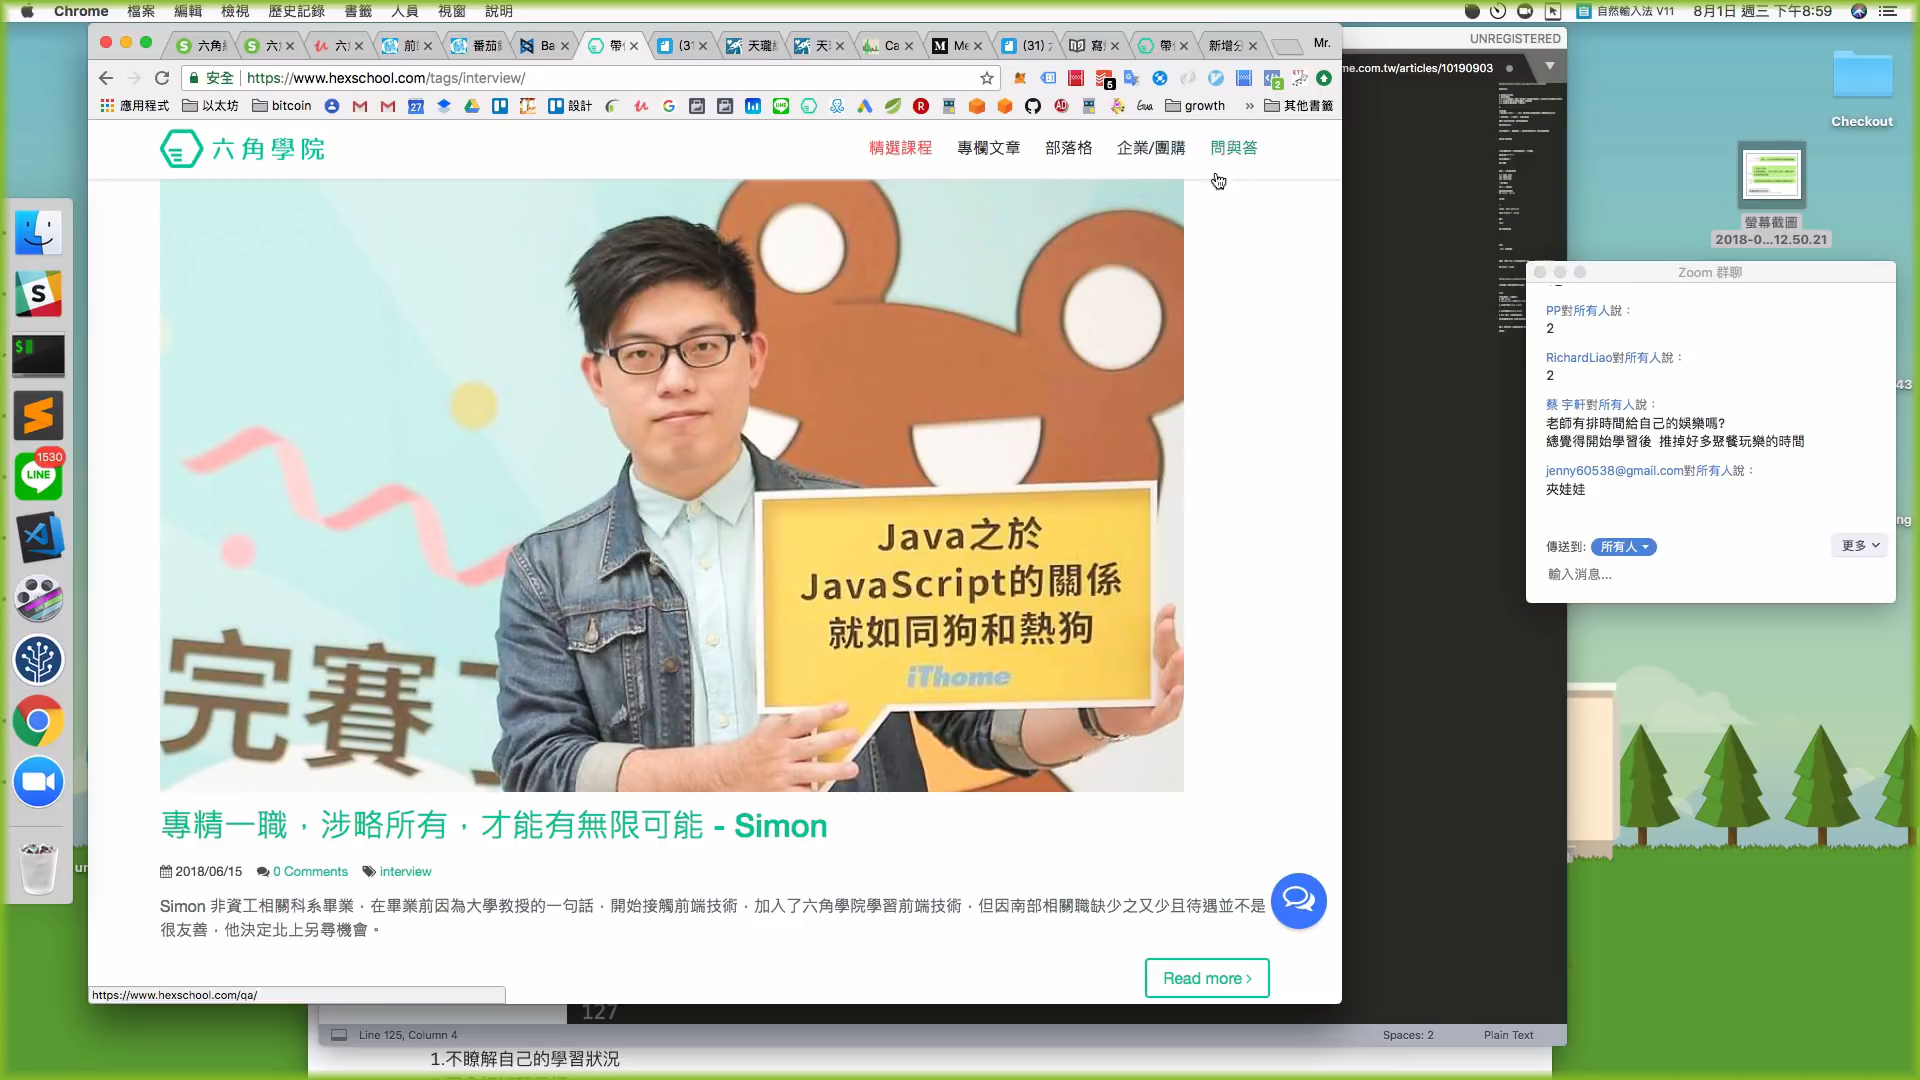 Chrome 檔案 編輯 檢視 歷史記錄 書籤 人員 視窗 說明
自然輸入法 V11 8月1日 週三 下午8:59
UNREGISTERED
Mr.
安全 https://www.hexschool.com/tags/interview/
me.com.tw/articles/10190903
應用程式 以太坊 bitcoin 設計 growth 其他書籤
Checkout
六角學院
精選課程 專欄文章 部落格 企業/團購 問與答
螢幕截圖
2018-0...12.50.21
Java之於
JavaScript的關係
就如同狗和熱狗
iThome
完賽
專精一職，涉略所有，才能有無限可能 - Simon
2018/06/15 0 Comments interview
Simon 非資工相關科系畢業，在畢業前因為大學教授的一句話，開始接觸前端技術，加入了六角學院學習前端技術，但因南部相關職缺少之又少且待遇並不是
很友善，他決定北上另尋機會。
Read more
https://www.hexschool.com/qa/
Zoom 群聊
PP對所有人說：
2
RichardLiao對所有人說：
2
蔡 宇軒對所有人說：
老師有排時間給自己的娛樂嗎?
總覺得開始學習後 推掉好多聚餐玩樂的時間
jenny60538@gmail.com對所有人說：
夾娃娃
傳送到: 所有人 更多
輸入消息...
1530
LINE
127
Line 125, Column 4 Spaces: 2 Plain Text
1.不瞭解自己的學習狀況